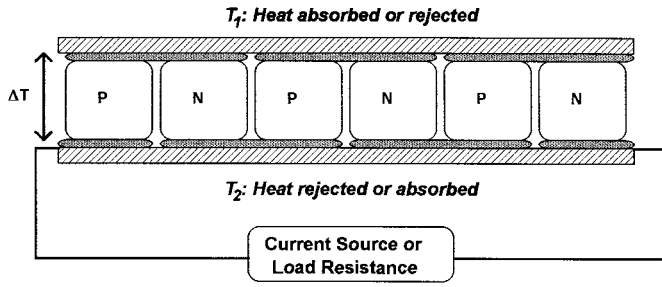 T1: Heat absorbed or rejected
ΔT
P N P N P N
T2: Heat rejected or absorbed
Current Source or
Load Resistance